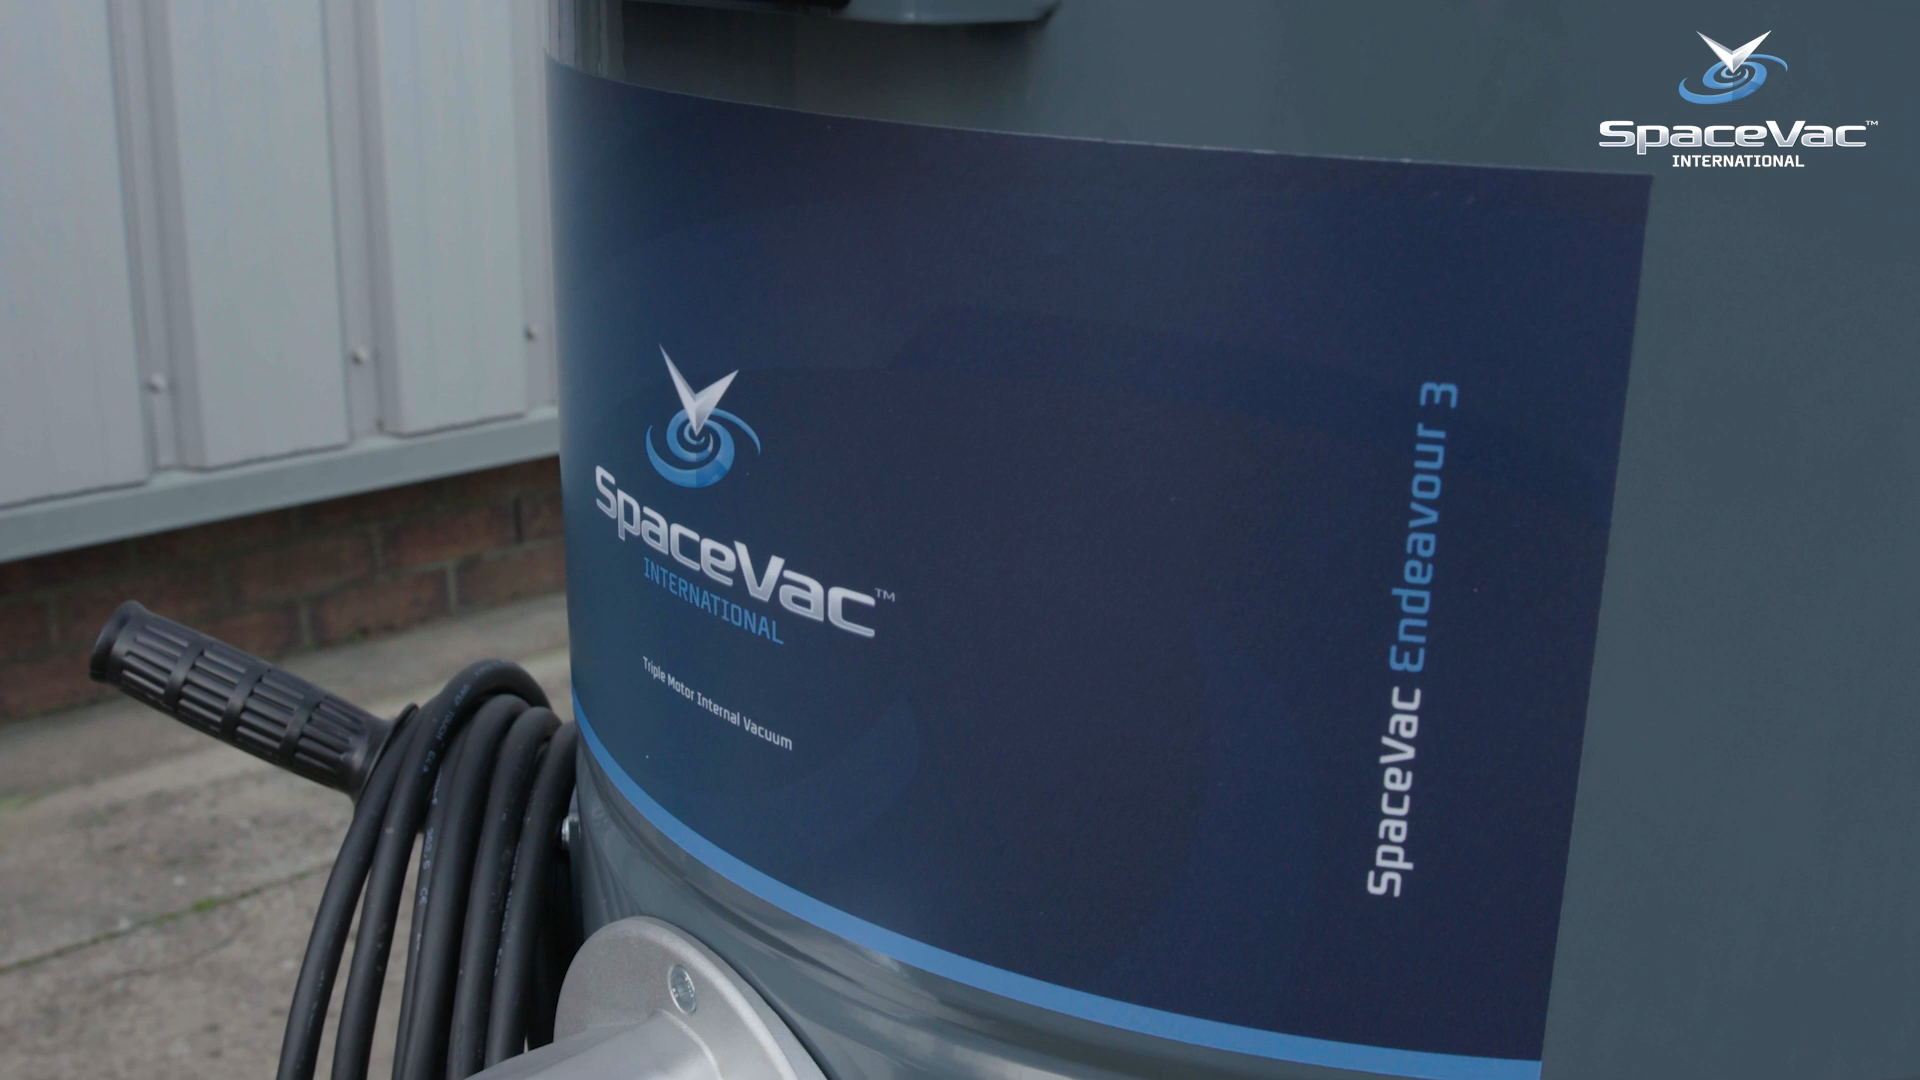 SpaceVac™
INTERNATIONAL
SpaceVac™
INTERNATIONAL
Triple Motor Internal Vacuum
SpaceVac Endeavour 3